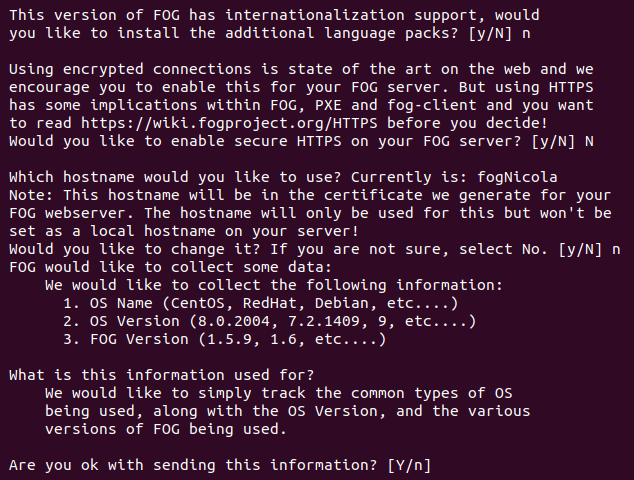 This version of FOG has internationalization support, would
you like to install the additional language packs? [y/N] n
Using encrypted connections is state of the art on the web and we
encourage you to enable this for your FOG server. But using HTTPS
has some implications within FOG, PXE and fog-client and you want
to read https://wiki.fogproject.org/HTTPS before you decide!
Would you like to enable secure HTTPS on your FOG server? [y/N] N
Which hostname would you like to use? Currently is: fogNicola
Note: This hostname will be in the certificate we generate for your
FOG webserver. The hostname will only be used for this but won't be
set as a local hostname on your server!
Would you like to change it? If you are not sure, select No. [y/N] n
FOG would like to collect some data:
We would like to collect the following information:
1. OS Name (CentOS, RedHat, Debian, etc....)
2. OS Version (8.0.2004, 7.2.1409, 9, etc....)
3. FOG Version (1.5.9, 1.6, etc....)
What is this information used for?
We would like to simply track the common types of OS
being used, along with the OS Version, and the various
versions of FOG being used.
Are you ok with sending this information? [Y/n]